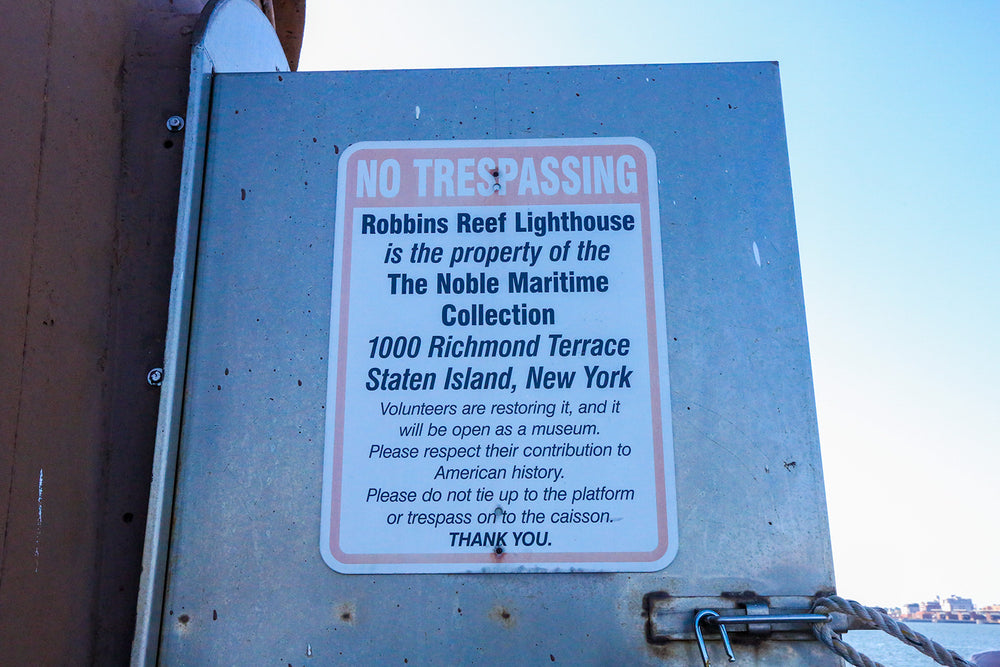 NO TRESPASSING
Robbins Reef Lighthouse
is the property of the
The Noble Maritime
Collection
1000 Richmond Terrace
Staten Island, New York
Volunteers are restoring it, and it
will be open as a museum.
Please respect their contribution to
American history.
Please do not tie up to the platform
or trespass on to the caisson.
THANK YOU.